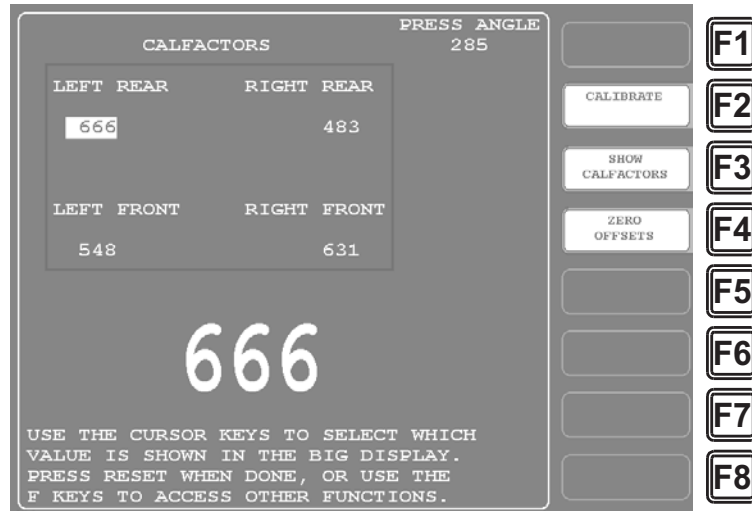 PRESS ANGLE
CALFACTORS 285
LEFT REAR RIGHT REAR
666 483
LEFT FRONT RIGHT FRONT
548 631
666
USE THE CURSOR KEYS TO SELECT WHICH
VALUE IS SHOWN IN THE BIG DISPLAY.
PRESS RESET WHEN DONE, OR USE THE
F KEYS TO ACCESS OTHER FUNCTIONS.
CALIBRATE
SHOW
CALFACTORS
ZERO
OFFSETS
F1
F2
F3
F4
F5
F6
F7
F8